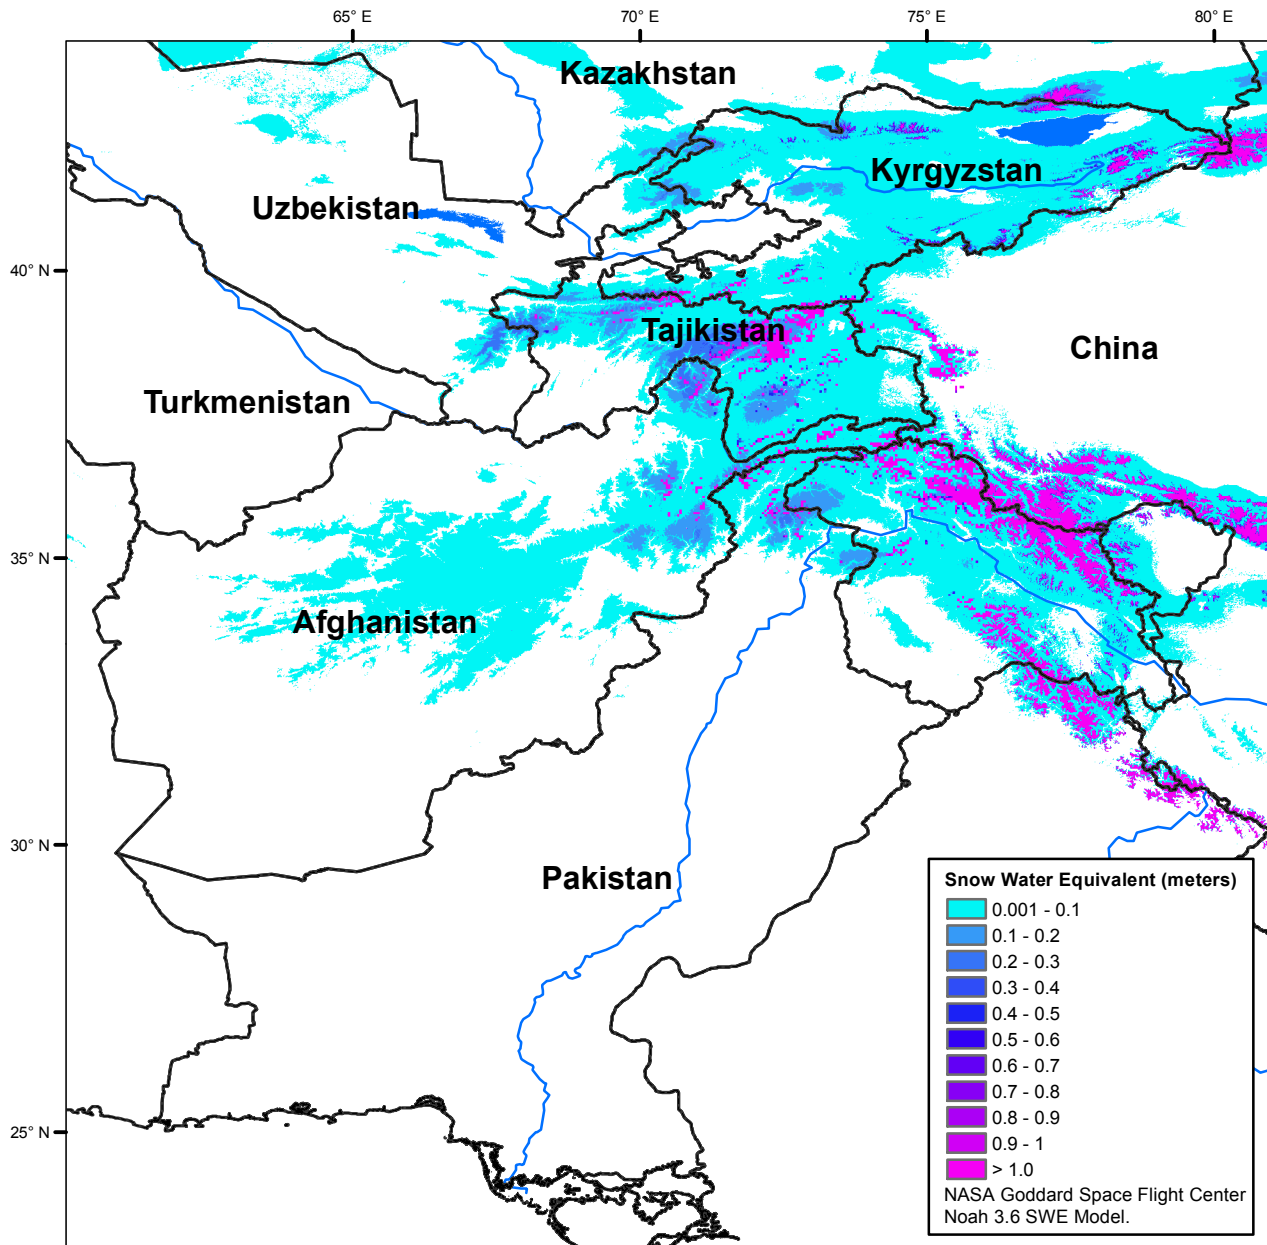 65° E
70° E
75° E
80° E
Kazakhstan
Kyrgyzstan
Uzbekistan
40° N
Tajikistan
China
Turkmenistan
35° N
Afghanistan
30° N
Pakistan
25° N
Snow Water Equivalent (meters)
0.001 - 0.1
0.1 - 0.2
0.2 - 0.3
0.3 - 0.4
0.4 - 0.5
0.5 - 0.6
0.6 - 0.7
0.7 - 0.8
0.8 - 0.9
0.9 - 1
> 1.0
NASA Goddard Space Flight Center
Noah 3.6 SWE Model.